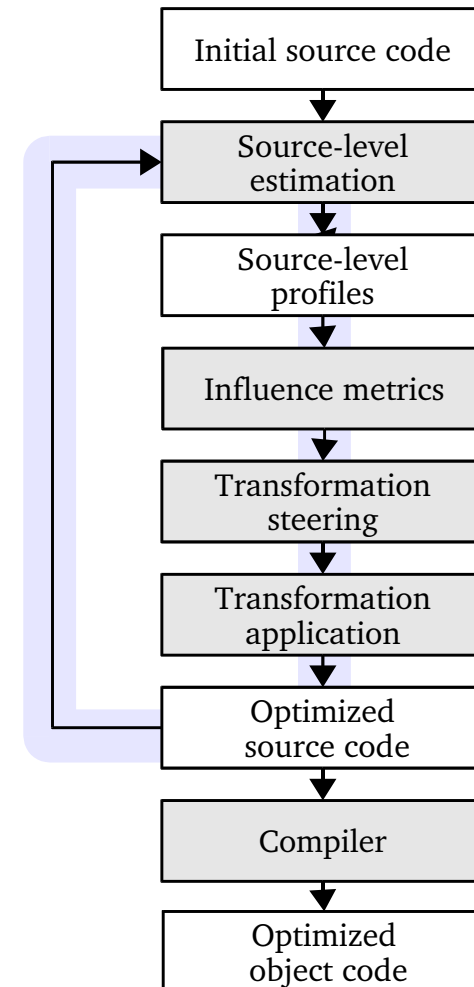 Initial source code
Source-level
estimation
Source-level
profiles
Influence metrics
Transformation
steering
Transformation
application
Optimized
source code
Compiler
Optimized
object code